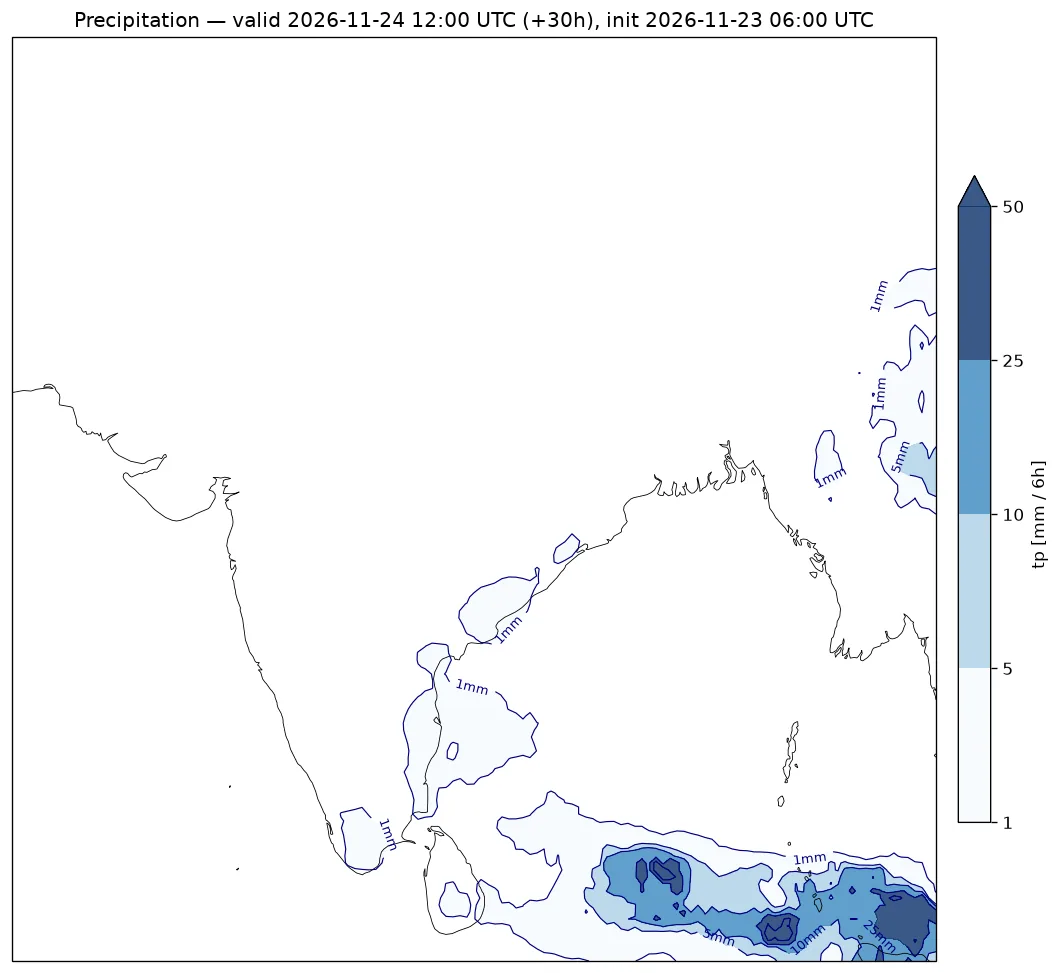 Precipitation — valid 2026-11-24 12:00 UTC (+30h), init 2026-11-23 06:00 UTC
50
25
10
5
1
tp [mm / 6h]
1mm
1mm
5mm
1mm
1mm
1mm
1mm
1mm
5mm
10mm
25mm